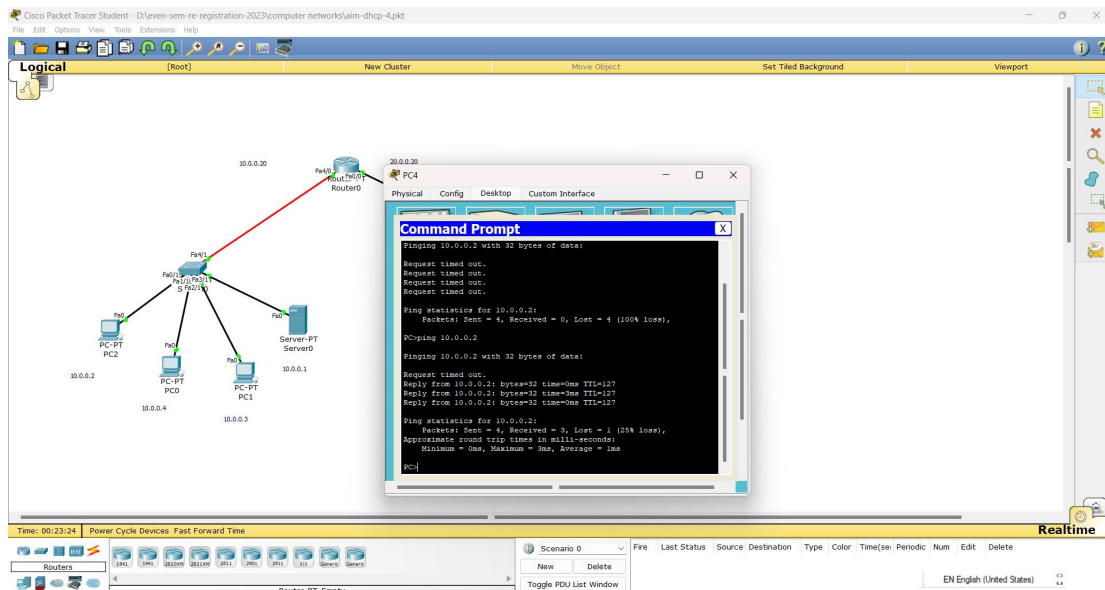 Cisco Packet Tracer Student - D:\even-sem-re-registration-2023\computer networks\aim-dhcp-4.pkt
File Edit Options View Tools Extensions Help
Logical [Root] New Cluster Move Object Set Tiled Background Viewport
10.0.0.20
20.0.0.20
Fa4/0
Fa0/0
Router0
PC4
Physical Config Desktop Custom Interface
Command Prompt X
Pinging 10.0.0.2 with 32 bytes of data:
Request timed out.
Request timed out.
Request timed out.
Request timed out.
Ping statistics for 10.0.0.2:
Packets: Sent = 4, Received = 0, Lost = 4 (100% loss),
PC>ping 10.0.0.2
Pinging 10.0.0.2 with 32 bytes of data:
Request timed out.
Reply from 10.0.0.2: bytes=32 time=0ms TTL=127
Reply from 10.0.0.2: bytes=32 time=3ms TTL=127
Reply from 10.0.0.2: bytes=32 time=0ms TTL=127
Ping statistics for 10.0.0.2:
Packets: Sent = 4, Received = 3, Lost = 1 (25% loss),
Approximate round trip times in milli-seconds:
Minimum = 0ms, Maximum = 3ms, Average = 1ms
PC>
Fa4/1
Fa0/1
Fa1/1
Fa3/1
Fa2/1
Fa0
PC-PT
PC2
10.0.0.2
Fa0
PC-PT
PC0
10.0.0.4
Fa0
PC-PT
PC1
10.0.0.3
Fa0
Server-PT
Server0
10.0.0.1
Time: 00:23:24 Power Cycle Devices Fast Forward Time Realtime
Routers
1841 1941 2620XM 2621XM 2811 2901 2911 819 Generic Generic
Scenario 0
New Delete
Toggle PDU List Window
Fire Last Status Source Destination Type Color Time(sec Periodic Num Edit Delete
EN English (United States)